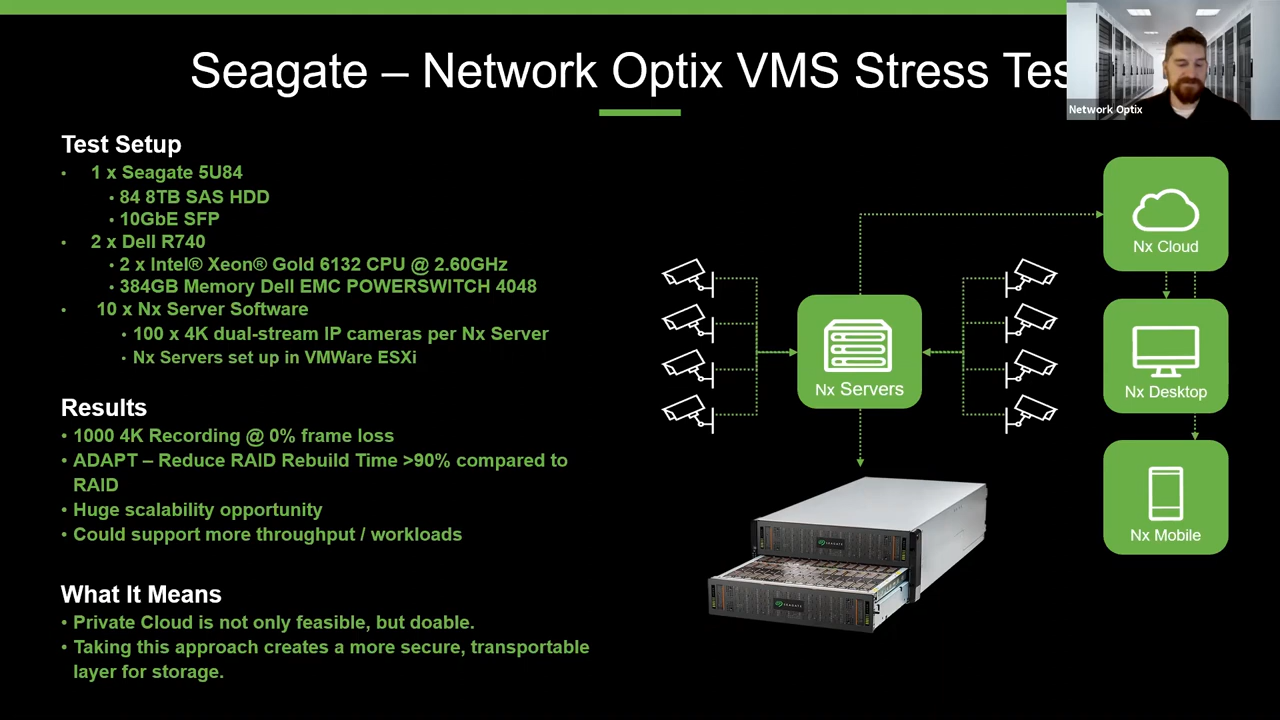 Seagate – Network Optix VMS Stress Tes
Network Optix
Test Setup
• 1 x Seagate 5U84
• 84 8TB SAS HDD
• 10GbE SFP
• 2 x Dell R740
• 2 x Intel® Xeon® Gold 6132 CPU @ 2.60GHz
• 384GB Memory Dell EMC POWERSWITCH 4048
• 10 x Nx Server Software
• 100 x 4K dual-stream IP cameras per Nx Server
• Nx Servers set up in VMWare ESXi
Results
• 1000 4K Recording @ 0% frame loss
• ADAPT – Reduce RAID Rebuild Time >90% compared to
RAID
• Huge scalability opportunity
• Could support more throughput / workloads
What It Means
• Private Cloud is not only feasible, but doable.
• Taking this approach creates a more secure, transportable
layer for storage.
Nx Servers
Nx Cloud
Nx Desktop
Nx Mobile
SEAGATE
SEAGATE